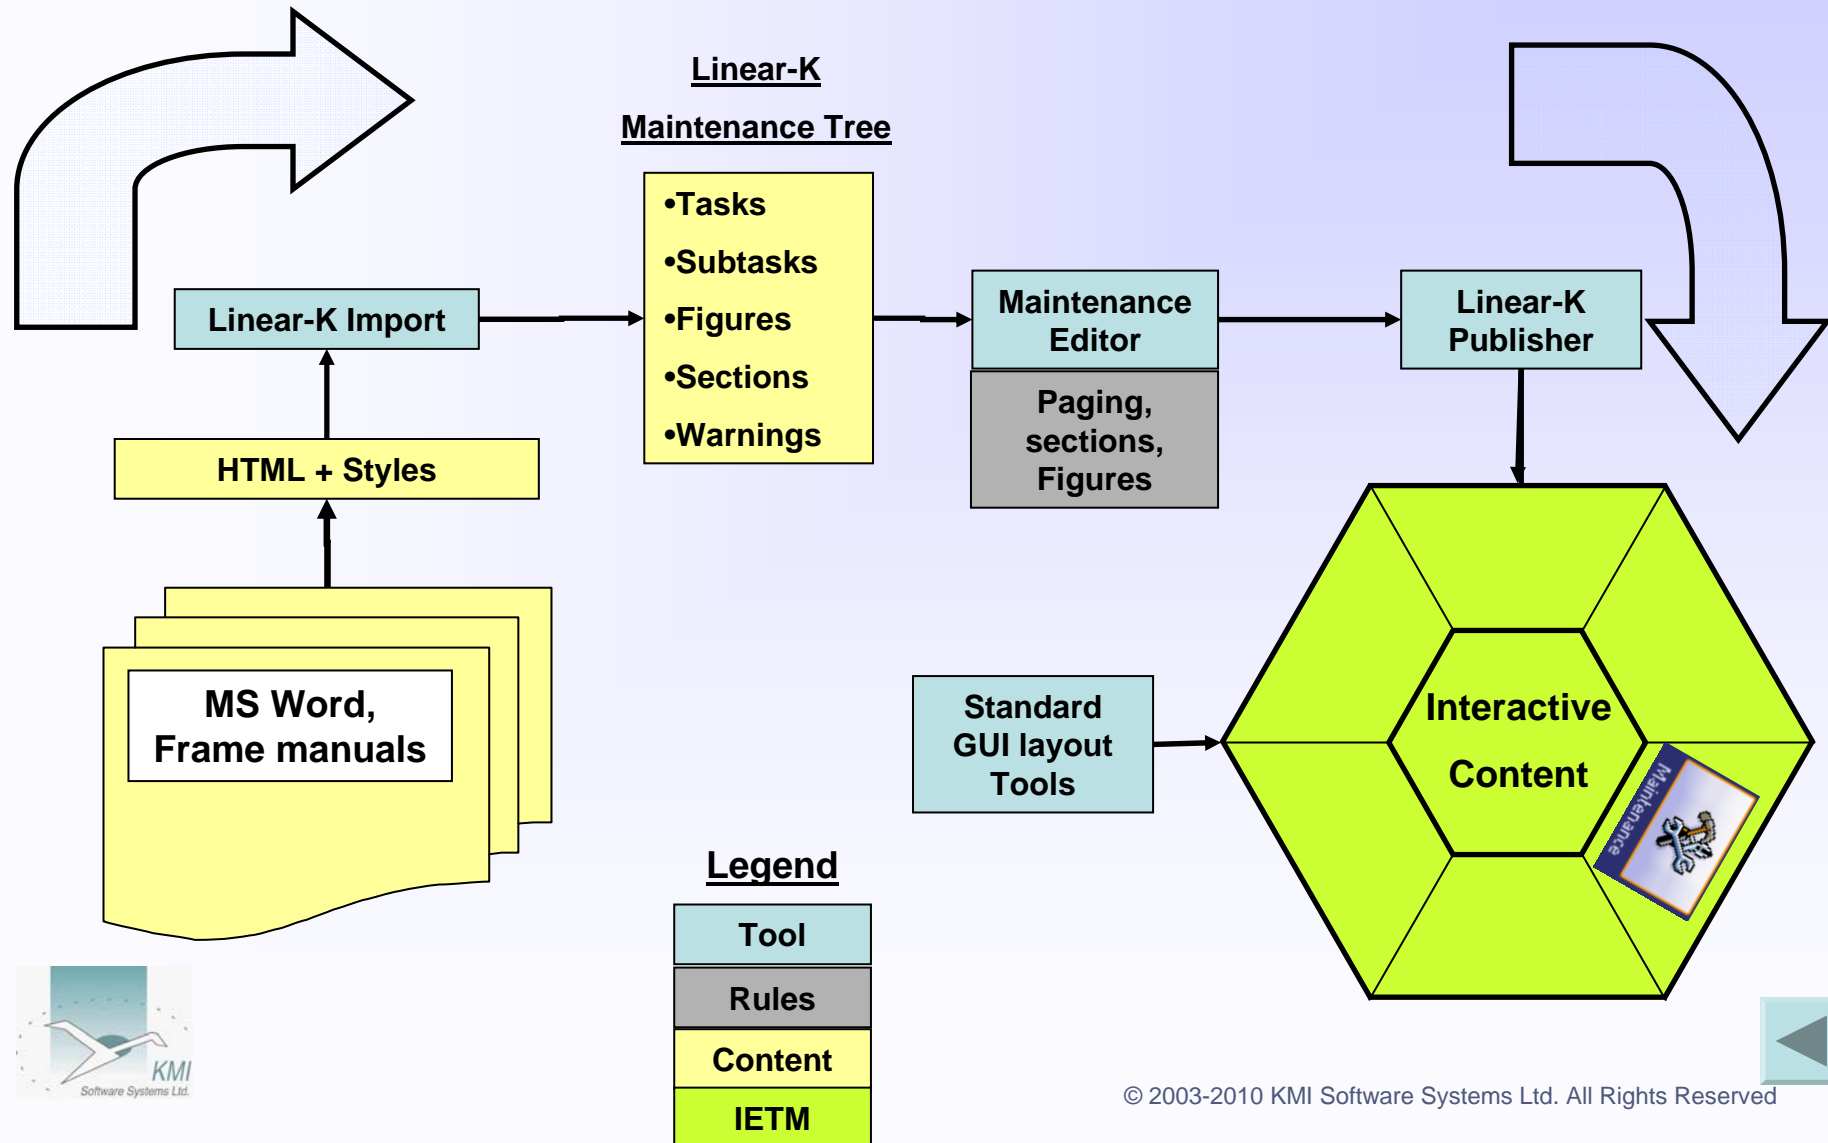 Linear-K
Maintenance Tree
•Tasks
•Subtasks
•Figures
•Sections
•Warnings
Linear-K Import
Maintenance
Editor
Linear-K
Publisher
Paging,
sections,
Figures
HTML + Styles
MS Word,
Frame manuals
Standard
GUI layout
Tools
Interactive
Content
Maintenance
Legend
Tool
Rules
Content
IETM
KMI
Software Systems Ltd.
© 2003-2010 KMI Software Systems Ltd. All Rights Reserved